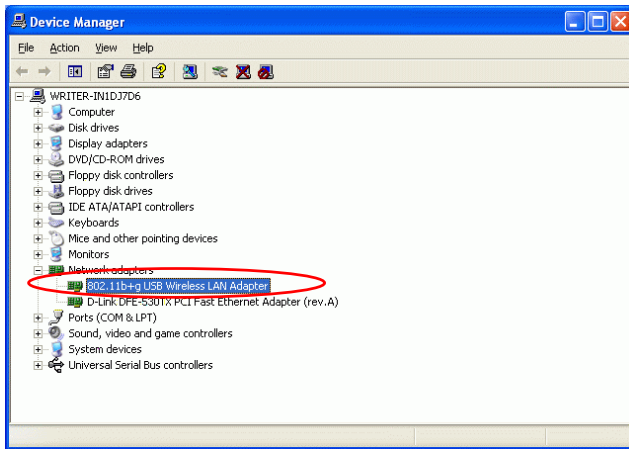 Device Manager
File Action View Help
WRITER-IN1DJ7D6
Computer
Disk drives
Display adapters
DVD/CD-ROM drives
Floppy disk controllers
Floppy disk drives
IDE ATA/ATAPI controllers
Keyboards
Mice and other pointing devices
Monitors
Network adapters
802.11b+g USB Wireless LAN Adapter
D-Link DFE-530TX PCI Fast Ethernet Adapter (rev.A)
Ports (COM & LPT)
Sound, video and game controllers
System devices
Universal Serial Bus controllers